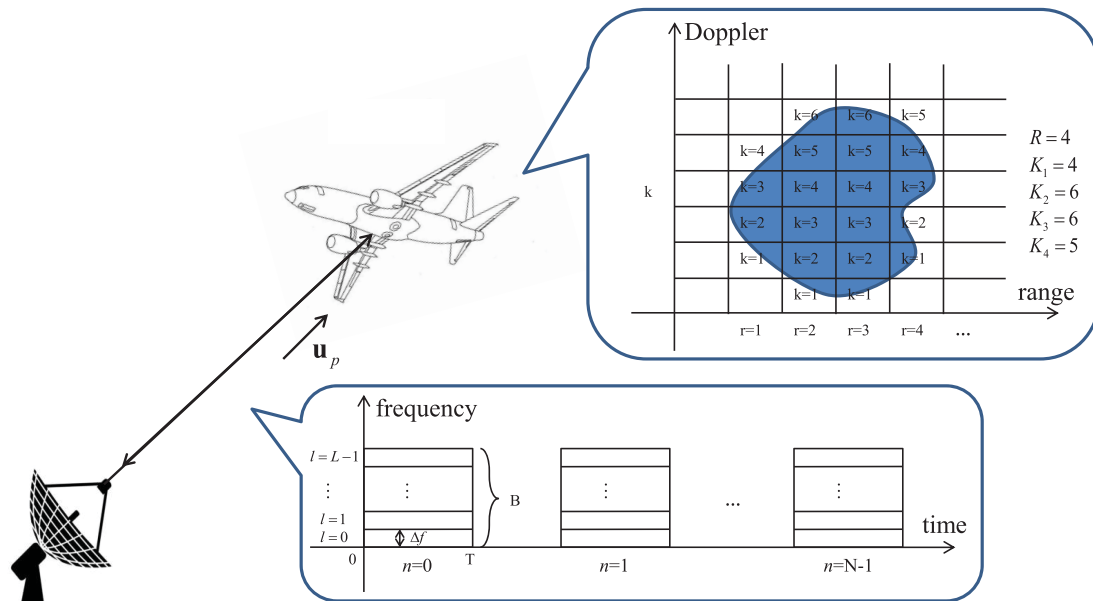 Doppler
k=6 k=6 k=5
k=4 k=5 k=5 k=4
k=3 k=4 k=4 k=3
k
k=2 k=3 k=3 k=2
k=1 k=2 k=2 k=1
k=1 k=1
R = 4
K₁ = 4
K₂ = 6
K₃ = 6
K₄ = 5
range
r=1 r=2 r=3 r=4 ...
𝐮ₚ
frequency
l = L−1
⋮ ⋮ ⋮ ... ⋮
B
l=1
l=0 Δf
time
0 n=0 T n=1 n=N-1